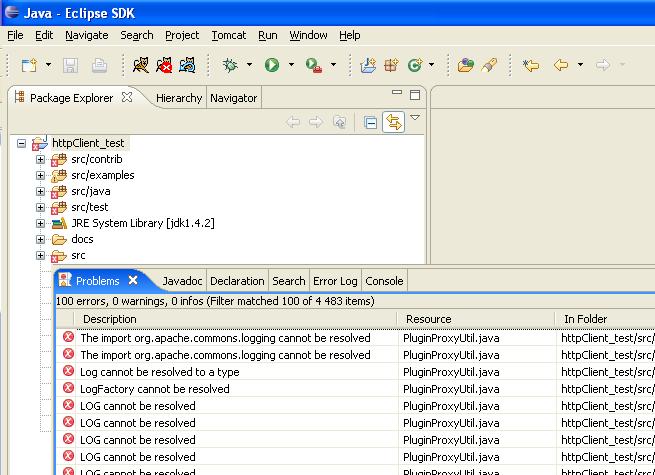 Java - Eclipse SDK
File Edit Navigate Search Project Tomcat Run Window Help
Package Explorer Hierarchy Navigator
httpClient_test
src/contrib
src/examples
src/java
src/test
JRE System Library [jdk1.4.2]
docs
src
Problems Javadoc Declaration Search Error Log Console
100 errors, 0 warnings, 0 infos (Filter matched 100 of 4 483 items)
Description Resource In Folder
The import org.apache.commons.logging cannot be resolved PluginProxyUtil.java httpClient_test/src/
The import org.apache.commons.logging cannot be resolved PluginProxyUtil.java httpClient_test/src/
Log cannot be resolved to a type PluginProxyUtil.java httpClient_test/src/
LogFactory cannot be resolved PluginProxyUtil.java httpClient_test/src/
LOG cannot be resolved PluginProxyUtil.java httpClient_test/src/
LOG cannot be resolved PluginProxyUtil.java httpClient_test/src/
LOG cannot be resolved PluginProxyUtil.java httpClient_test/src/
LOG cannot be resolved PluginProxyUtil.java httpClient_test/src/
LOG cannot be resolved PluginProxyUtil.java httpClient_test/src/